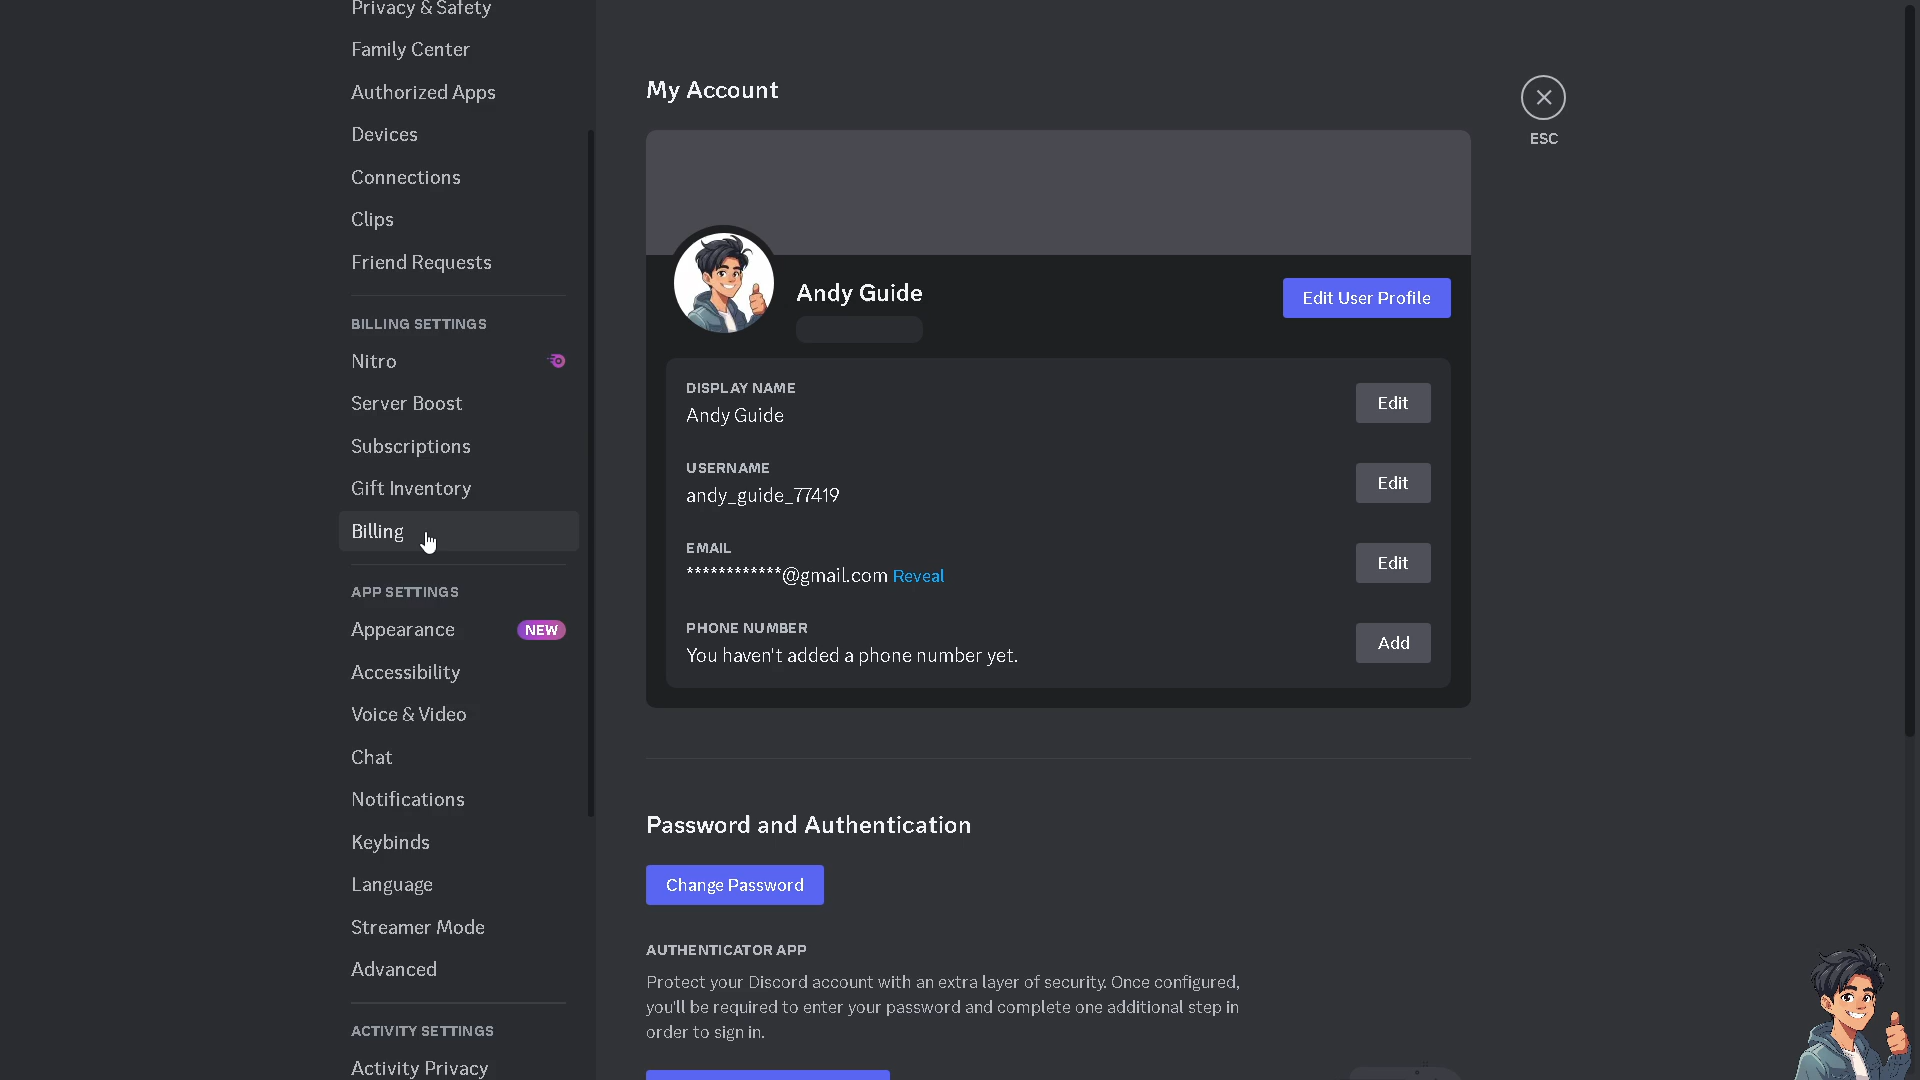 Privacy & Safety
Family Center
Authorized Apps
Devices
Connections
Clips
Friend Requests
BILLING SETTINGS
Nitro
Server Boost
Subscriptions
Gift Inventory
Billing
APP SETTINGS
Appearance NEW
Accessibility
Voice & Video
Chat
Notifications
Keybinds
Language
Streamer Mode
Advanced
ACTIVITY SETTINGS
Activity Privacy
My Account
ESC
Andy Guide
Edit User Profile
DISPLAY NAME
Andy Guide
Edit
USERNAME
andy_guide_77419
Edit
EMAIL
************@gmail.com Reveal
Edit
PHONE NUMBER
You haven't added a phone number yet.
Add
Password and Authentication
Change Password
AUTHENTICATOR APP
Protect your Discord account with an extra layer of security. Once configured,
you'll be required to enter your password and complete one additional step in
order to sign in.